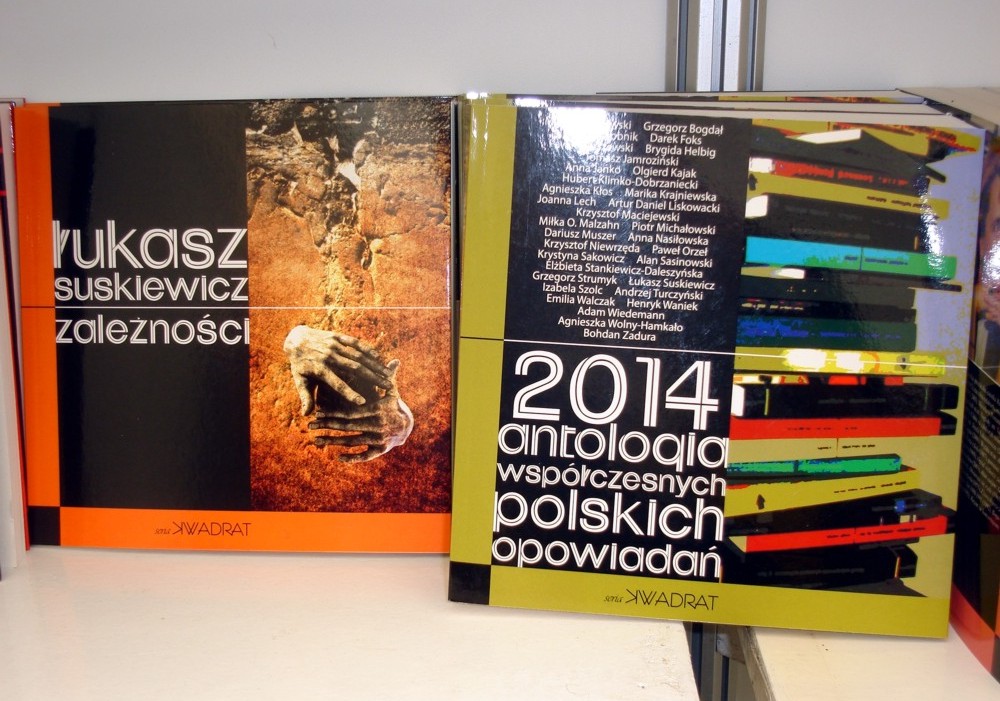 łukasz
suskiewicz
zależności
seria KWADRAT
Grzegorz Bogdał
Darek Foks
Brygida Helbig
Tomasz Jamroziński
Anna Janko Olgierd Kajak
Hubert Klimko-Dobrzaniecki
Agnieszka Kłos Marika Krajniewska
Joanna Lech Artur Daniel Liskowacki
Krzysztof Maciejewski
Miłka O. Malzahn Piotr Michałowski
Dariusz Muszer Anna Nasiłowska
Krzysztof Niewrzęda Paweł Orzeł
Krystyna Sakowicz Alan Sasinowski
Elżbieta Stankiewicz-Daleszyńska
Grzegorz Strumyk Łukasz Suskiewicz
Izabela Szolc Andrzej Turczyński
Emilia Walczak Henryk Waniek
Adam Wiedemann
Agnieszka Wolny-Hamkało
Bohdan Zadura
2014
antologia
współczesnych
polskich
opowiadań
seria KWADRAT